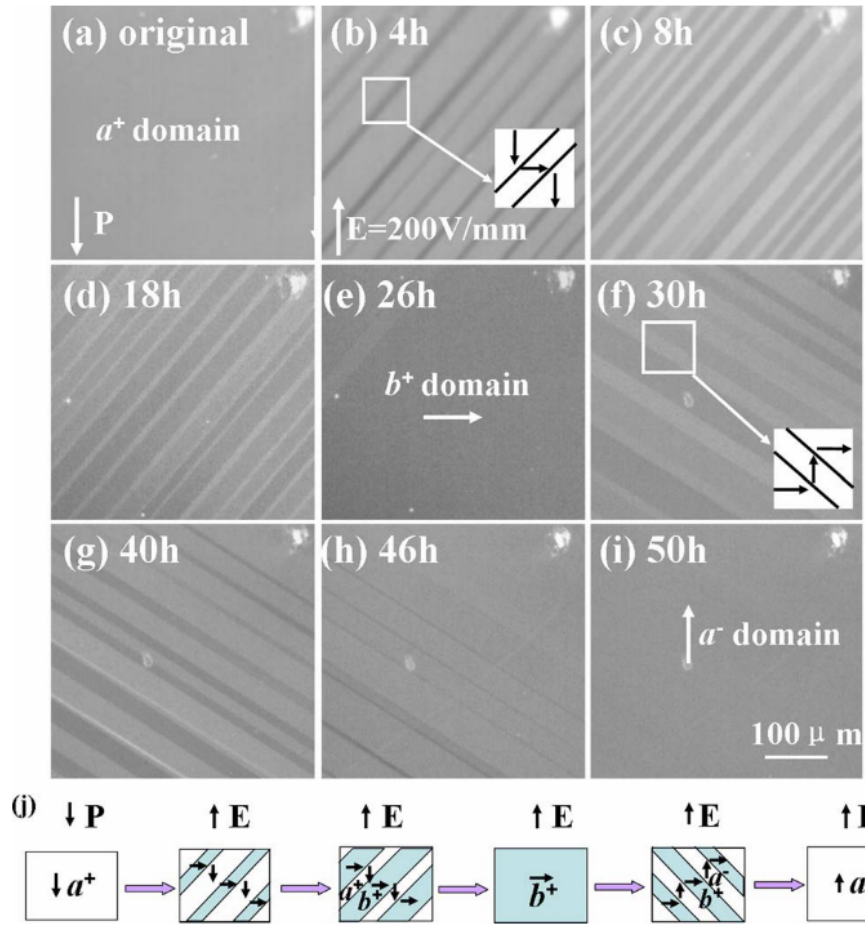 (a) original
a⁺ domain
P
(b) 4h
E=200V/mm
(c) 8h
(d) 18h
(e) 26h
b⁺ domain
(f) 30h
(g) 40h
(h) 46h
(i) 50h
a⁻ domain
100 μ m
(j)
P
E
E
E
E
a⁺
a⁺
b⁺
b⁺
a⁻
b⁺
a